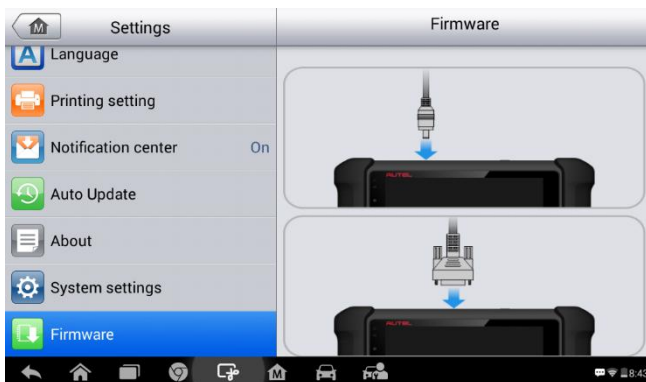 M
Settings
Firmware
A Language
Printing setting
Notification center On
Auto Update
About
System settings
Firmware
AUTEL
AUTEL
M
8:43